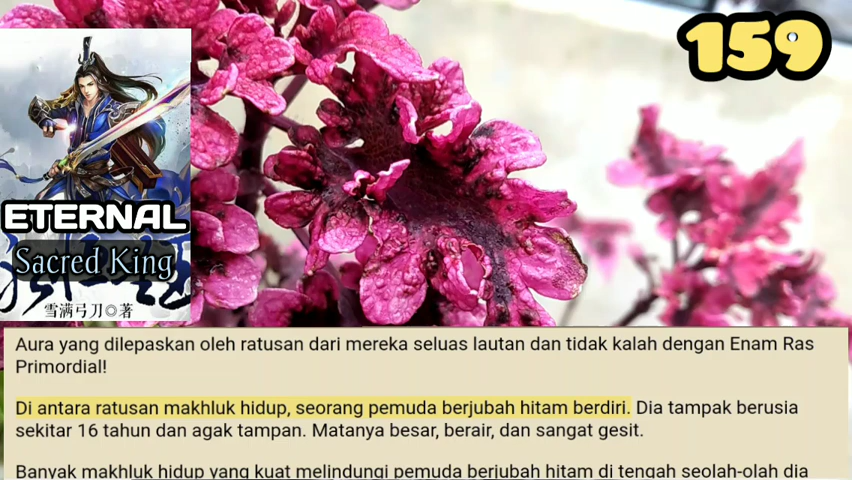 159
ETERNAL
Sacred King
雪满弓刀◎著
Aura yang dilepaskan oleh ratusan dari mereka seluas lautan dan tidak kalah dengan Enam Ras
Primordial!
Di antara ratusan makhluk hidup, seorang pemuda berjubah hitam berdiri. Dia tampak berusia
sekitar 16 tahun dan agak tampan. Matanya besar, berair, dan sangat gesit.
Banyak makhluk hidup yang kuat melindungi pemuda berjubah hitam di tengah seolah-olah dia